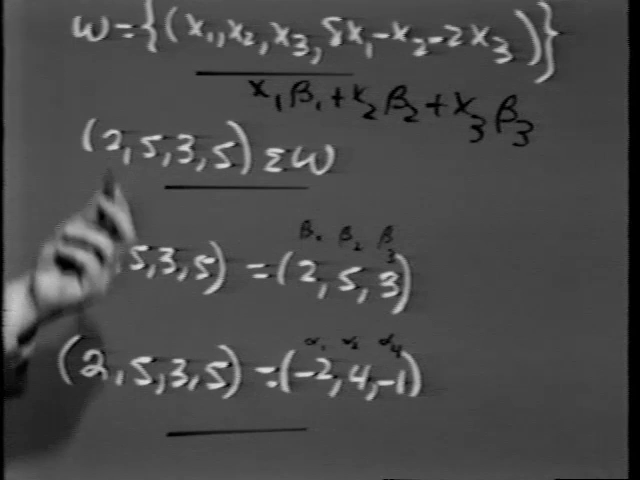 W={(x₁,x₂,x₃,8x₁-x₂-2x₃)}
x₁β₁+x₂β₂+x₃β₃
(2,5,3,5) ε W
β₁ β₂ β₃
,5,3,5) =(2,5,3)
α₁ α₂ α₄
(2,5,3,5) =(-2,4,-1)